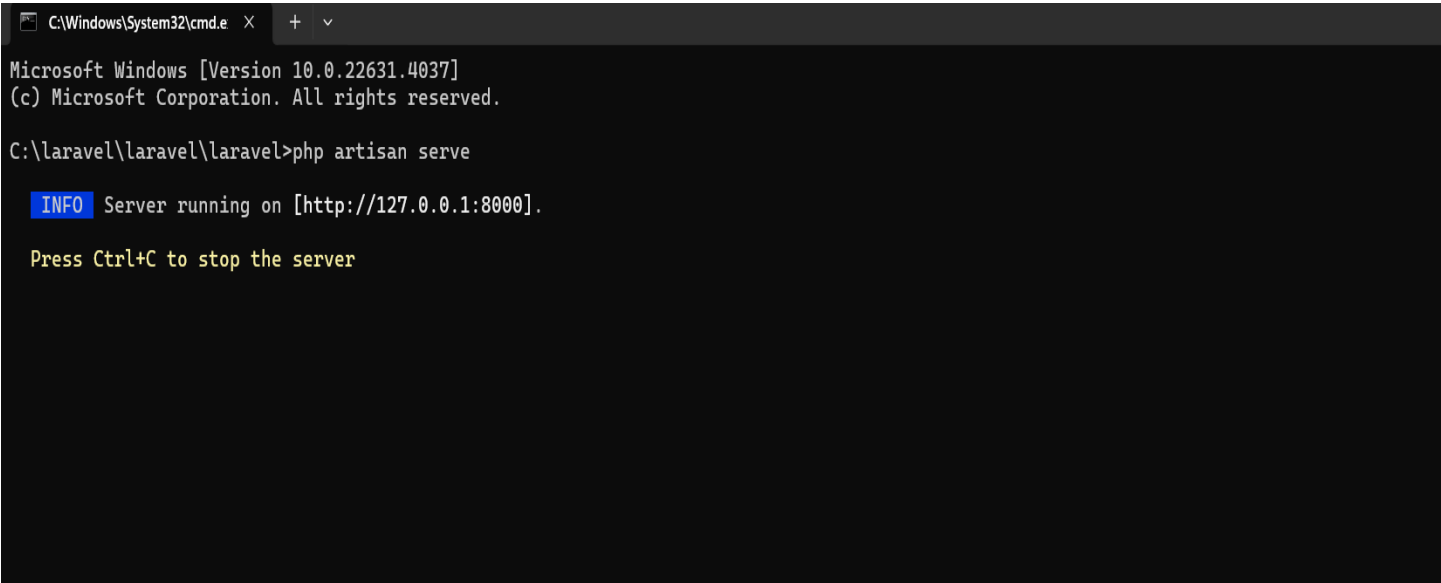 C:\Windows\System32\cmd.e
Microsoft Windows [Version 10.0.22631.4037]
(c) Microsoft Corporation. All rights reserved.
C:\laravel\laravel\laravel>php artisan serve
INFO Server running on [http://127.0.0.1:8000].
Press Ctrl+C to stop the server